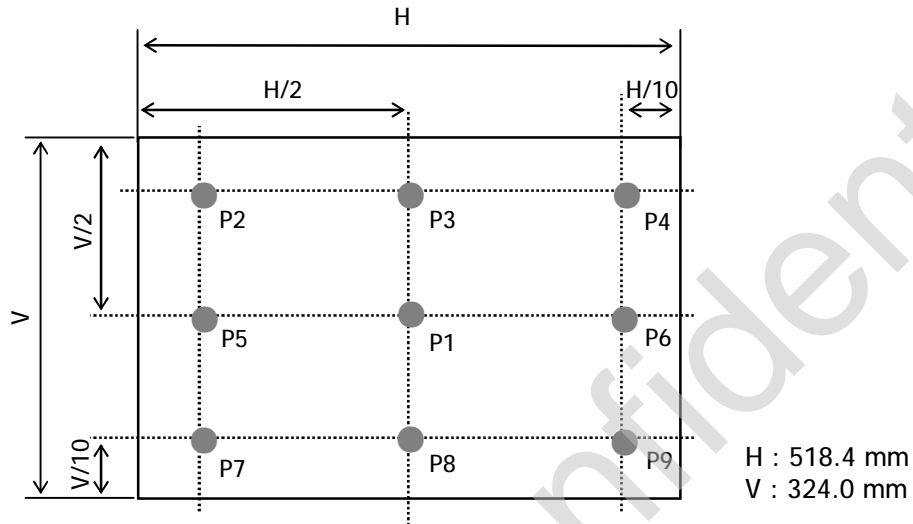 H
H/2
H/10
P2
P3
P4
V/2
V
P5
P1
P6
P7
P8
P9
V/10
H : 518.4 mm
V : 324.0 mm
nfident